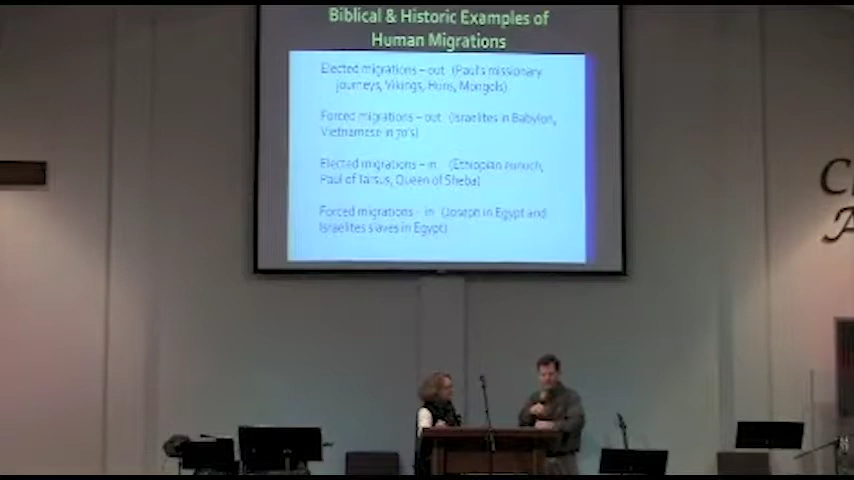 Biblical & Historic Examples of
Human Migrations
Elected migrations – out (Paul's missionary
journeys, Vikings, Huns, Mongols)
Forced migrations – out (Israelites in Babylon,
Vietnamese in 70's)
Elected migrations – in (Ethiopian eunuch,
Paul of Tarsus, Queen of Sheba)
Forced migrations – in (Joseph in Egypt and
Israelites slaves in Egypt)
C
A